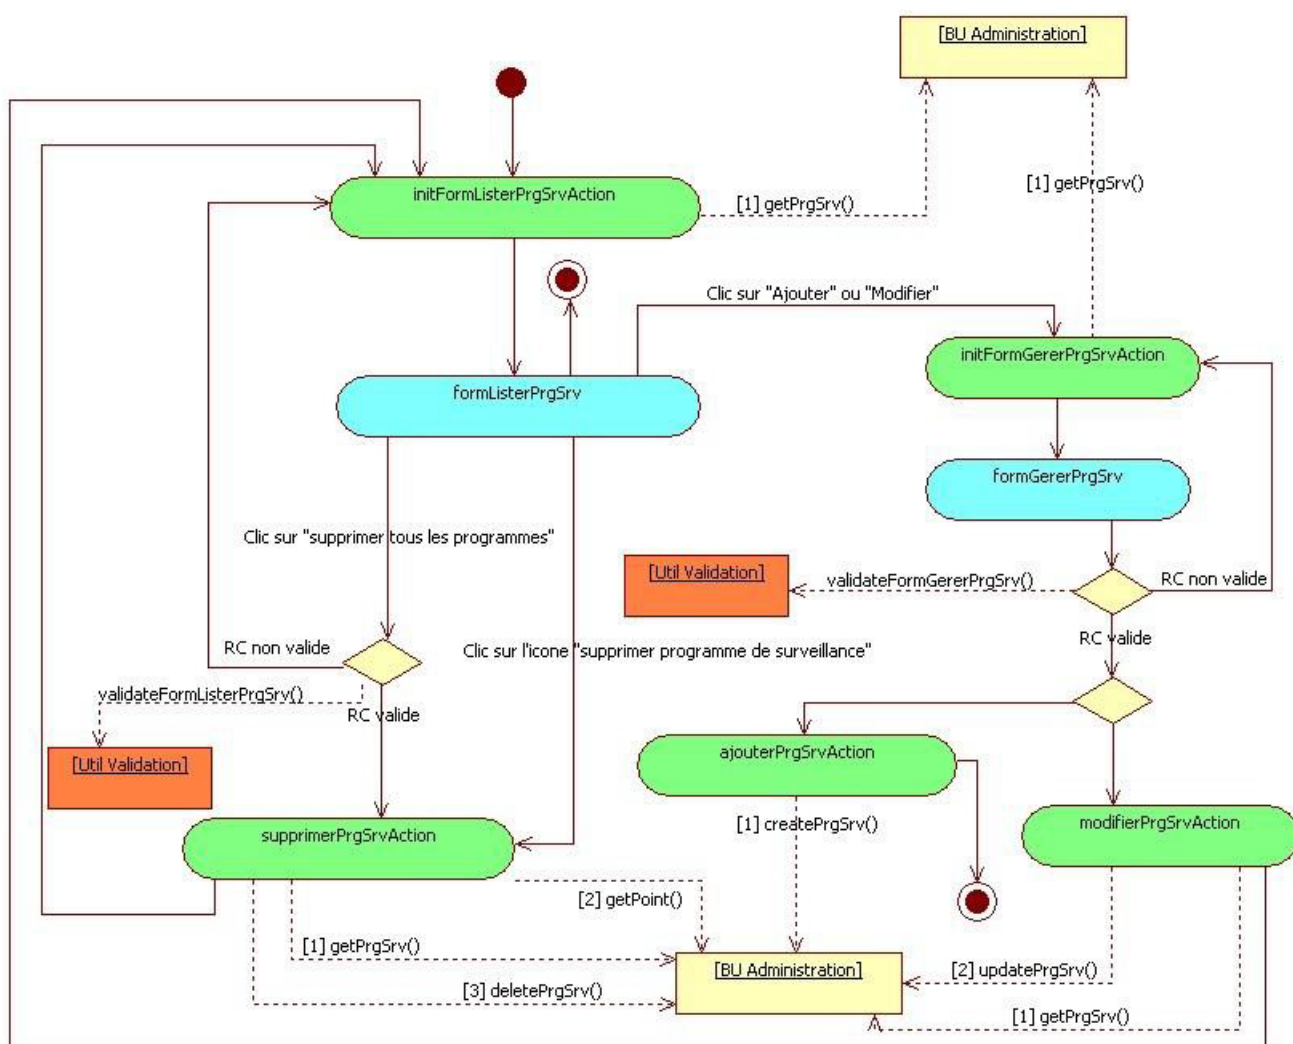 [BU Administration]
initFormListerPrgSrvAction
[1] getPrgSrv()
[1] getPrgSrv()
Clic sur "Ajouter" ou "Modifier"
initFormGererPrgSrvAction
formListerPrgSrv
formGererPrgSrv
Clic sur "supprimer tous les programmes"
[Util Validation]
validateFormGererPrgSrv()
RC non valide
RC valide
RC non valide
Clic sur l'icone "supprimer programme de surveillance"
validateFormListerPrgSrv()
RC valide
[Util Validation]
ajouterPrgSrvAction
[1] createPrgSrv()
modifierPrgSrvAction
supprimerPrgSrvAction
[2] getPoint()
[1] getPrgSrv()
[BU Administration]
[2] updatePrgSrv()
[3] deletePrgSrv()
[1] getPrgSrv()